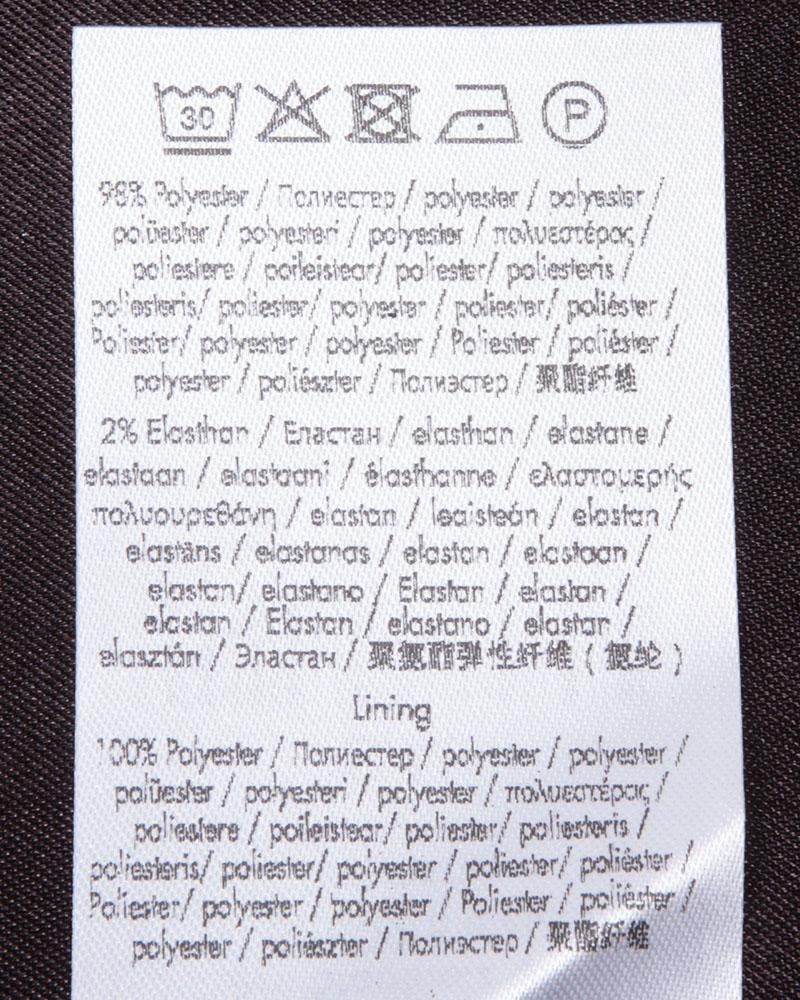 30 P
98% Polyester / Полиестер / polyester / polyester /
polüester / polyesteri / polyester / πολυεστέρας /
poliestere / poileistear/ poliester/ poliesteris /
poliesteris/ poliester/ polyester / poliester/ poliéster /
Poliester/ polyester / polyester / Poliester / poliéster /
polyester / poliészter / Полиэстер / 聚酯纤维
2% Elasthan / Еластан / elasthan / elastane /
elastaan / elastaani / élasthanne / ελαστομερής
πολυουρεθάνη / elastan / leaisteán / elastan /
elastāns / elastanas / elastan / elastaan /
elastan/ elastano / Elastan / elastan /
elastan / Elastan / elastano / elastan /
elasztán / Эластан / 聚氨酯弹性纤维 ( 氨纶 )
Lining
100% Polyester / Полиестер / polyester / polyester /
polüester / polyesteri / polyester / πολυεστέρας /
poliestere / poileistear/ poliester/ poliesteris /
poliesteris/ poliester/ polyester / poliester/ poliéster /
Poliester/ polyester / polyester / Poliester / poliéster /
polyester / poliészter / Полиэстер / 聚酯纤维